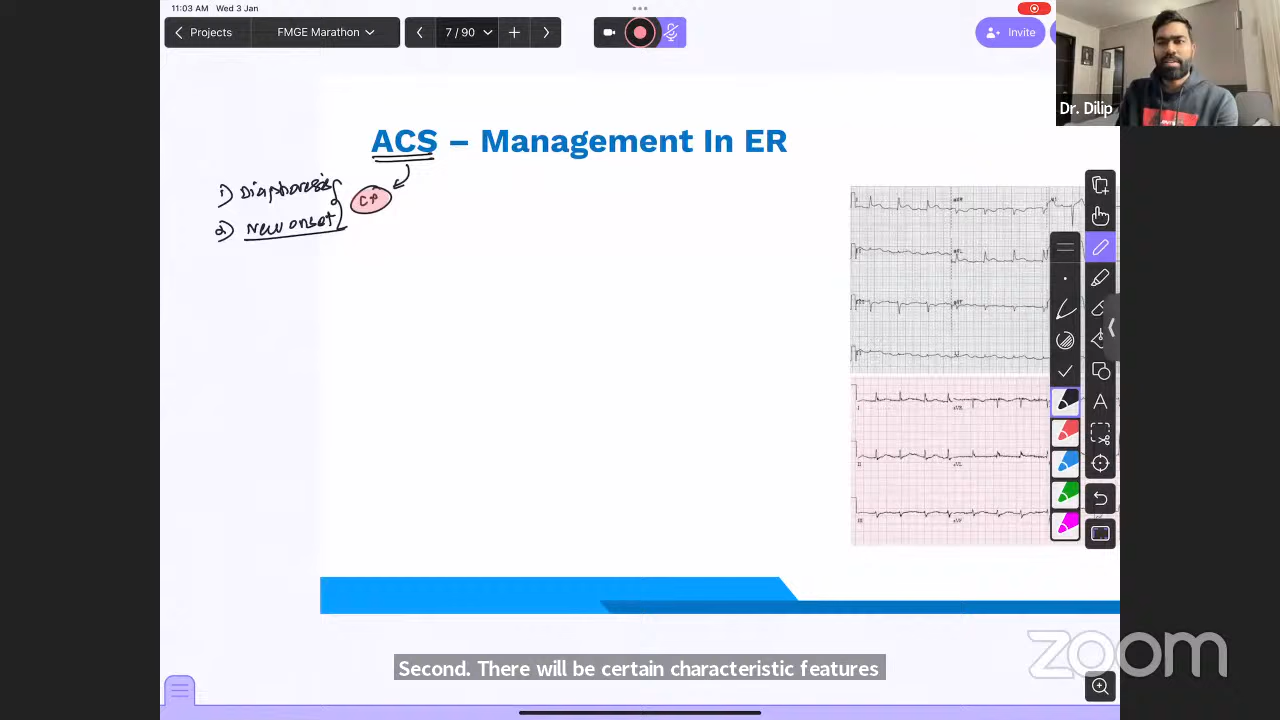 11:03 AM Wed 3 Jan
Projects
FMGE Marathon
7 / 90
Invite
Dr. Dilip
ACS – Management In ER
1) Diaphoresis
2) New onset
CP
Second. There will be certain characteristic features
zoom